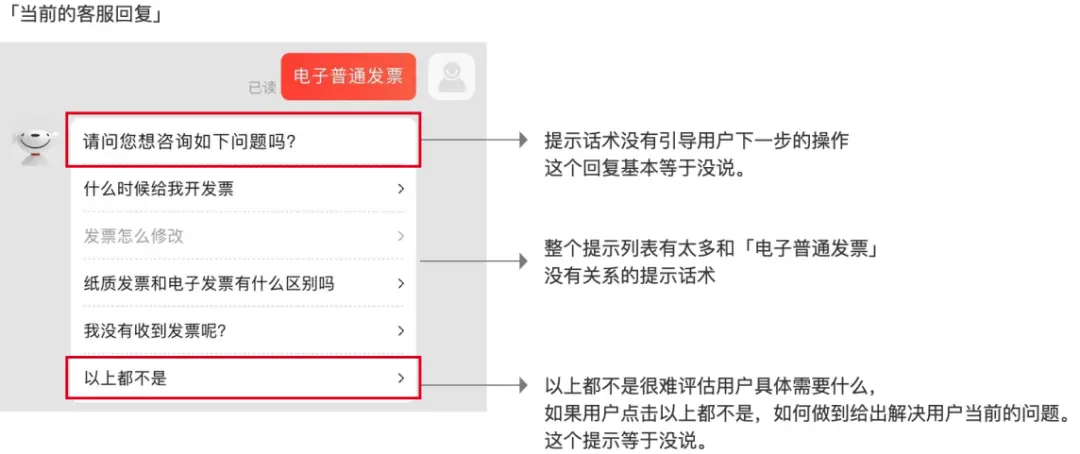 「当前的客服回复」
已读
电子普通发票
请问您想咨询如下问题吗?
什么时候给我开发票
发票怎么修改
纸质发票和电子发票有什么区别吗
我没有收到发票呢?
以上都不是
提示话术没有引导用户下一步的操作
这个回复基本等于没说。
整个提示列表有太多和「电子普通发票」
没有关系的提示话术
以上都不是很难评估用户具体需要什么，
如果用户点击以上都不是，如何做到给出解决用户当前的问题。
这个提示等于没说。